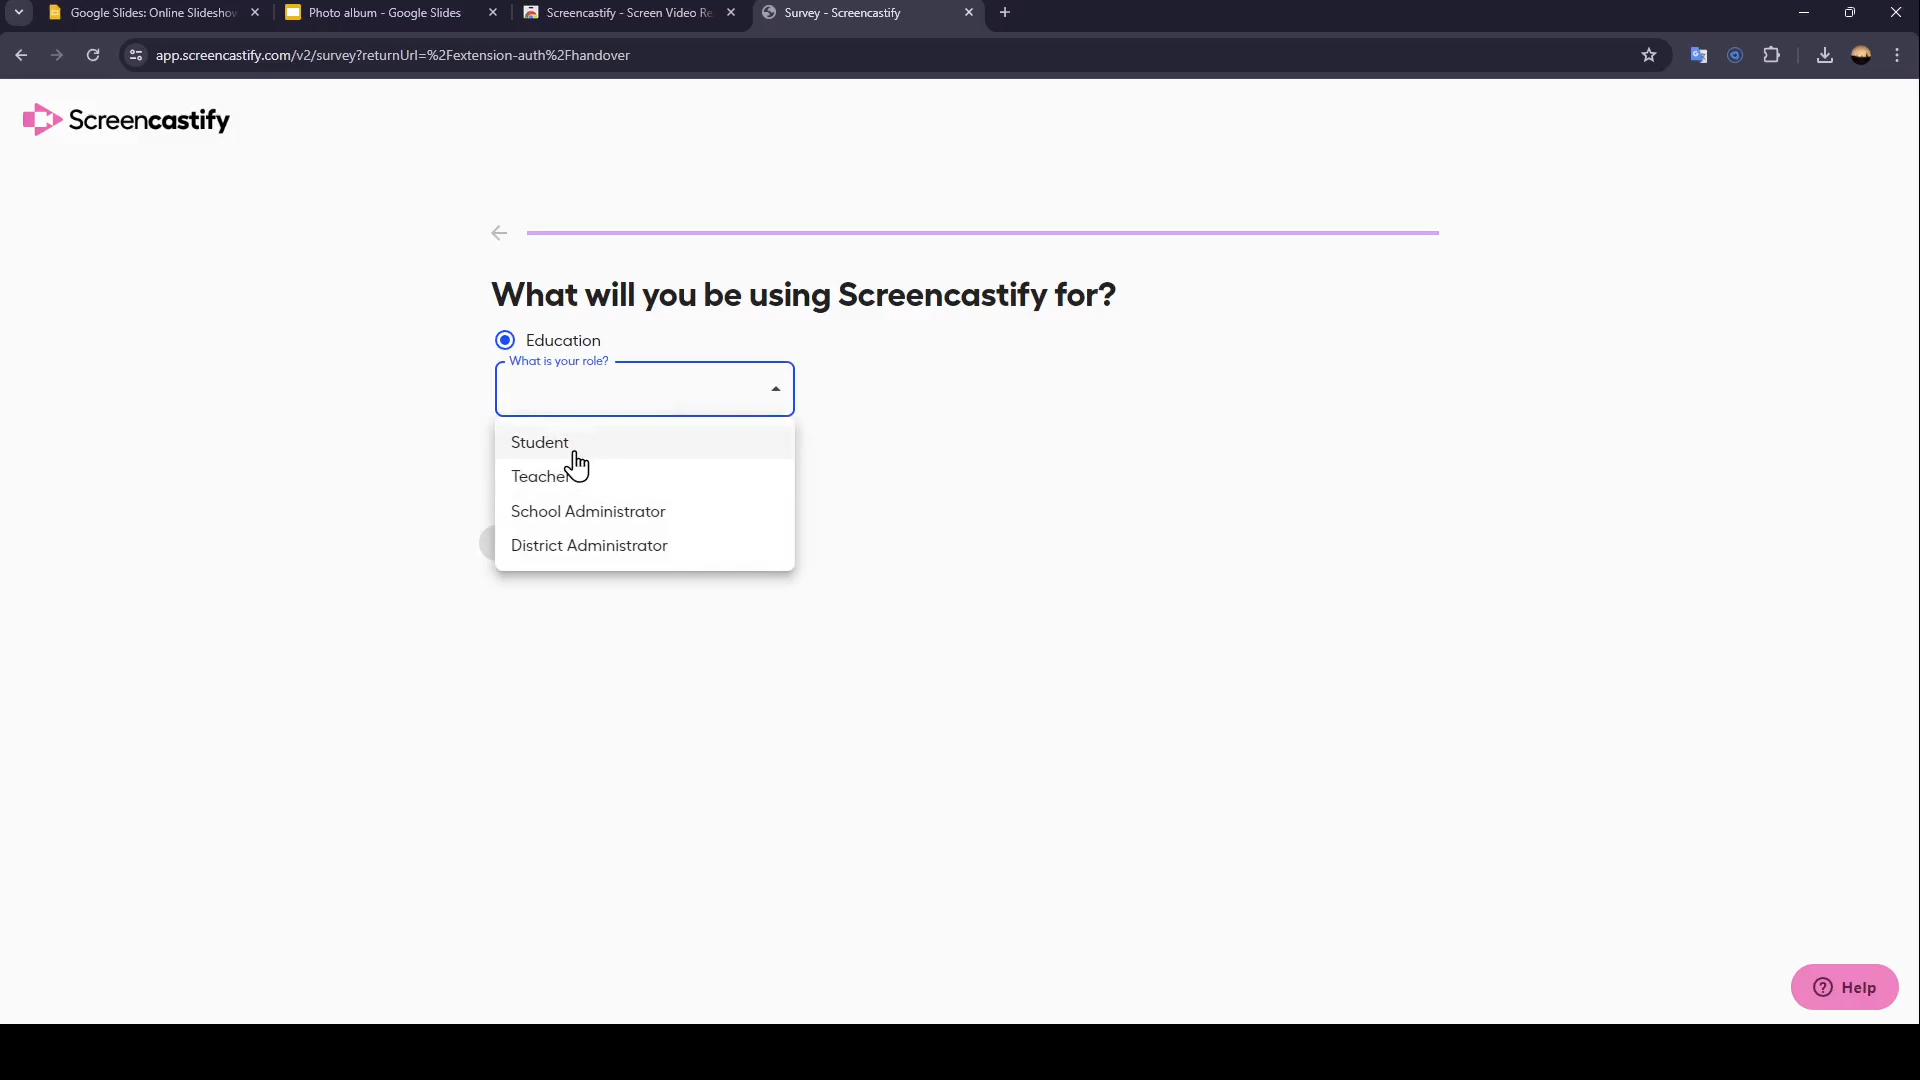 Google Slides: Online Slideshow
Photo album - Google Slides
Screencastify - Screen Video Re
Survey - Screencastify
app.screencastify.com/v2/survey?returnUrl=%2Fextension-auth%2Fhandover
Screencastify
What will you be using Screencastify for?
Education
What is your role?
Student
Teacher
School Administrator
District Administrator
Help